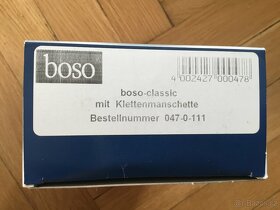 boso
4 002427 000478
boso-classic
mit Klettenmanschette
Bestellnummer 047-0-111